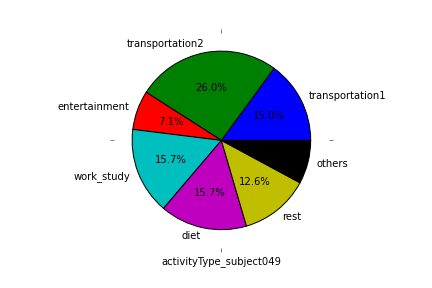 transportation2
26.0%
transportation1
15.0%
entertainment
7.1%
work_study
15.7%
15.7%
12.6%
others
rest
diet
activityType_subject049